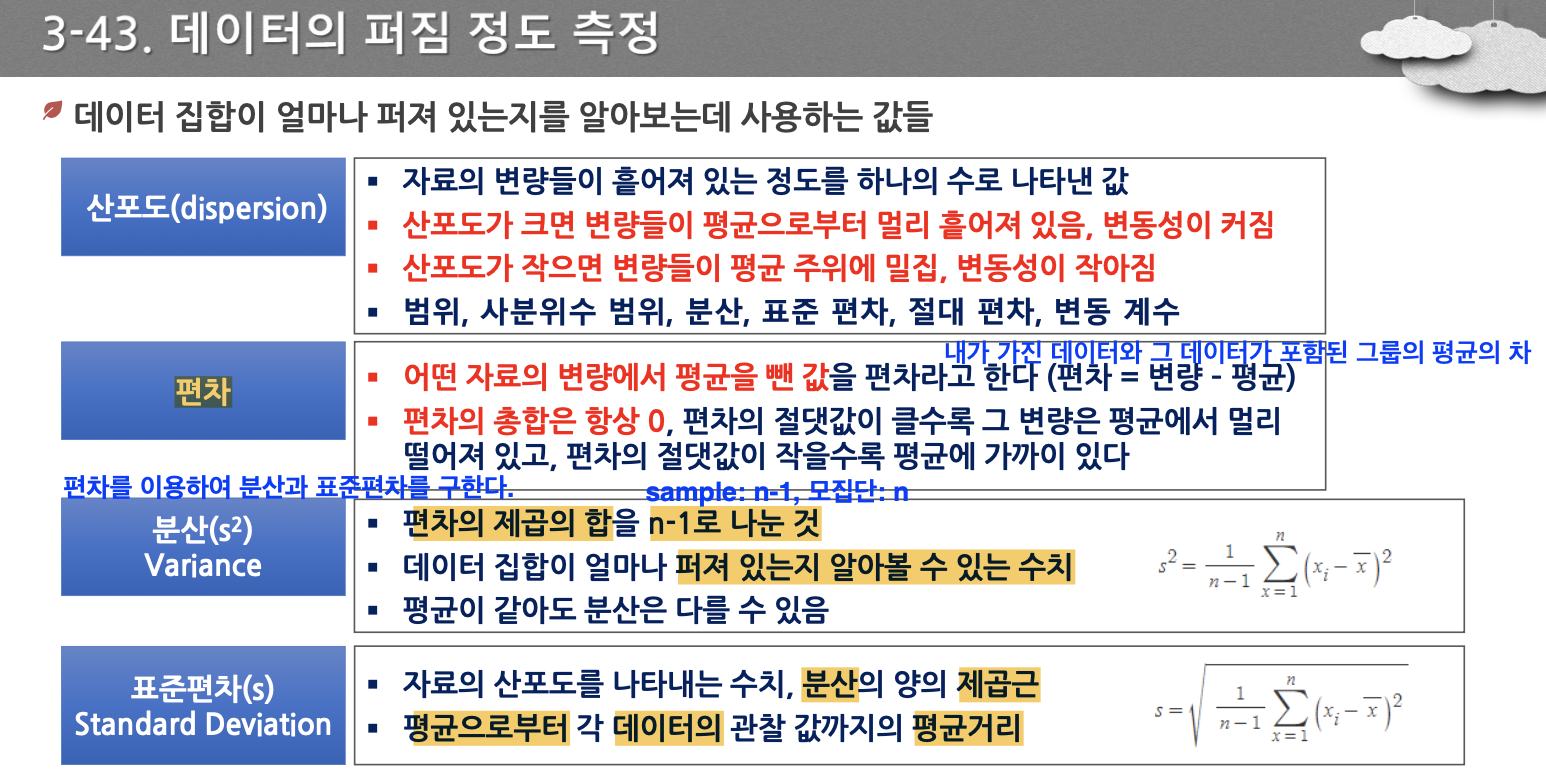 3-43. 데이터의 퍼짐 정도 측정
데이터 집합이 얼마나 퍼져 있는지를 알아보는데 사용하는 값들
산포도(dispersion)
▪ 자료의 변량들이 흩어져 있는 정도를 하나의 수로 나타낸 값
▪ 산포도가 크면 변량들이 평균으로부터 멀리 흩어져 있음, 변동성이 커짐
▪ 산포도가 작으면 변량들이 평균 주위에 밀집, 변동성이 작아짐
▪ 범위, 사분위수 범위, 분산, 표준 편차, 절대 편차, 변동 계수
내가 가진 데이터와 그 데이터가 포함된 그룹의 평균의 차
편차
▪ 어떤 자료의 변량에서 평균을 뺀 값을 편차라고 한다 (편차 = 변량 - 평균)
▪ 편차의 총합은 항상 0, 편차의 절댓값이 클수록 그 변량은 평균에서 멀리
떨어져 있고, 편차의 절댓값이 작을수록 평균에 가까이 있다
편차를 이용하여 분산과 표준편차를 구한다.
sample: n-1, 모집단: n
분산(s²)
Variance
▪ 편차의 제곱의 합을 n-1로 나눈 것
▪ 데이터 집합이 얼마나 퍼져 있는지 알아볼 수 있는 수치
▪ 평균이 같아도 분산은 다를 수 있음
s² = 1/(n−1) ∑_{x=1}^{n} (x_i − x̅)²
표준편차(s)
Standard Deviation
▪ 자료의 산포도를 나타내는 수치, 분산의 양의 제곱근
▪ 평균으로부터 각 데이터의 관찰 값까지의 평균거리
s = √(1/(n−1) ∑_{x=1}^{n} (x_i − x̅)²)